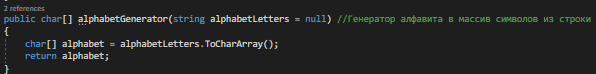 2 references
public char[] alphabetGenerator(string alphabetLetters = null) //Генератор алфавита в массив символов из строки
{
char[] alphabet = alphabetLetters.ToCharArray();
return alphabet;
}